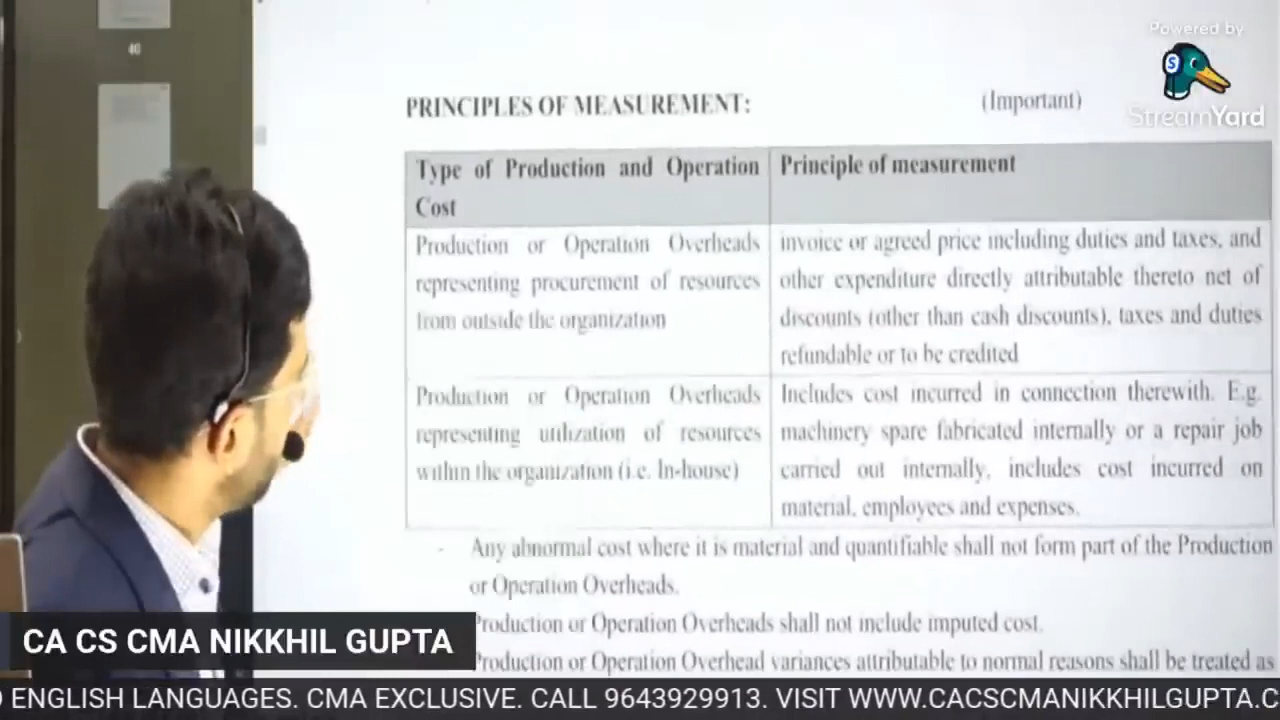 40
Powered by
StreamYard
PRINCIPLES OF MEASUREMENT:
(Important)
Type of Production and Operation
Cost
Principle of measurement
Production or Operation Overheads
representing procurement of resources
from outside the organization
invoice or agreed price including duties and taxes, and
other expenditure directly attributable thereto net of
discounts (other than cash discounts), taxes and duties
refundable or to be credited
Production or Operation Overheads
representing utilization of resources
within the organization (i.e. In-house)
Includes cost incurred in connection therewith. E.g.
machinery spare fabricated internally or a repair job
carried out internally, includes cost incurred on
material, employees and expenses.
- Any abnormal cost where it is material and quantifiable shall not form part of the Production
or Operation Overheads.
Production or Operation Overheads shall not include imputed cost.
Production or Operation Overhead variances attributable to normal reasons shall be treated as
CA CS CMA NIKKHIL GUPTA
ENGLISH LANGUAGES. CMA EXCLUSIVE. CALL 9643929913. VISIT WWW.CACSCMANIKKHILGUPTA.C